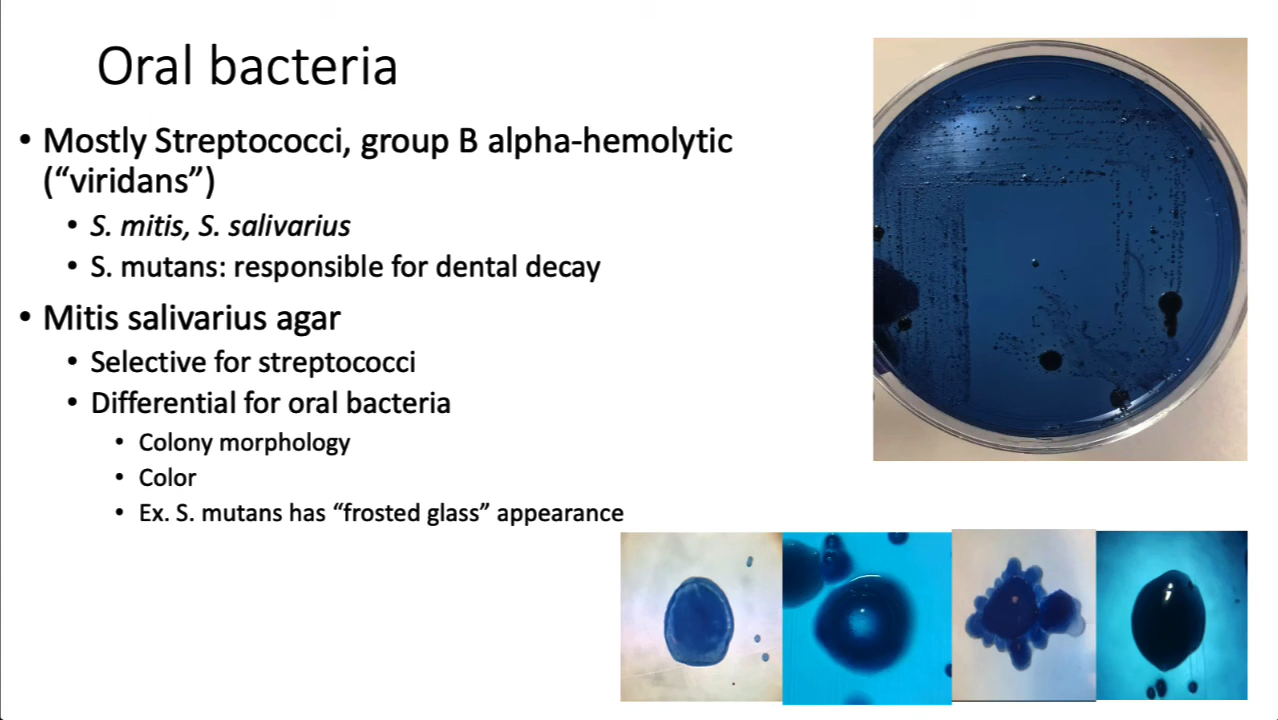 Oral bacteria
• Mostly Streptococci, group B alpha-hemolytic
(“viridans”)
• S. mitis, S. salivarius
• S. mutans: responsible for dental decay
• Mitis salivarius agar
• Selective for streptococci
• Differential for oral bacteria
• Colony morphology
• Color
• Ex. S. mutans has “frosted glass” appearance